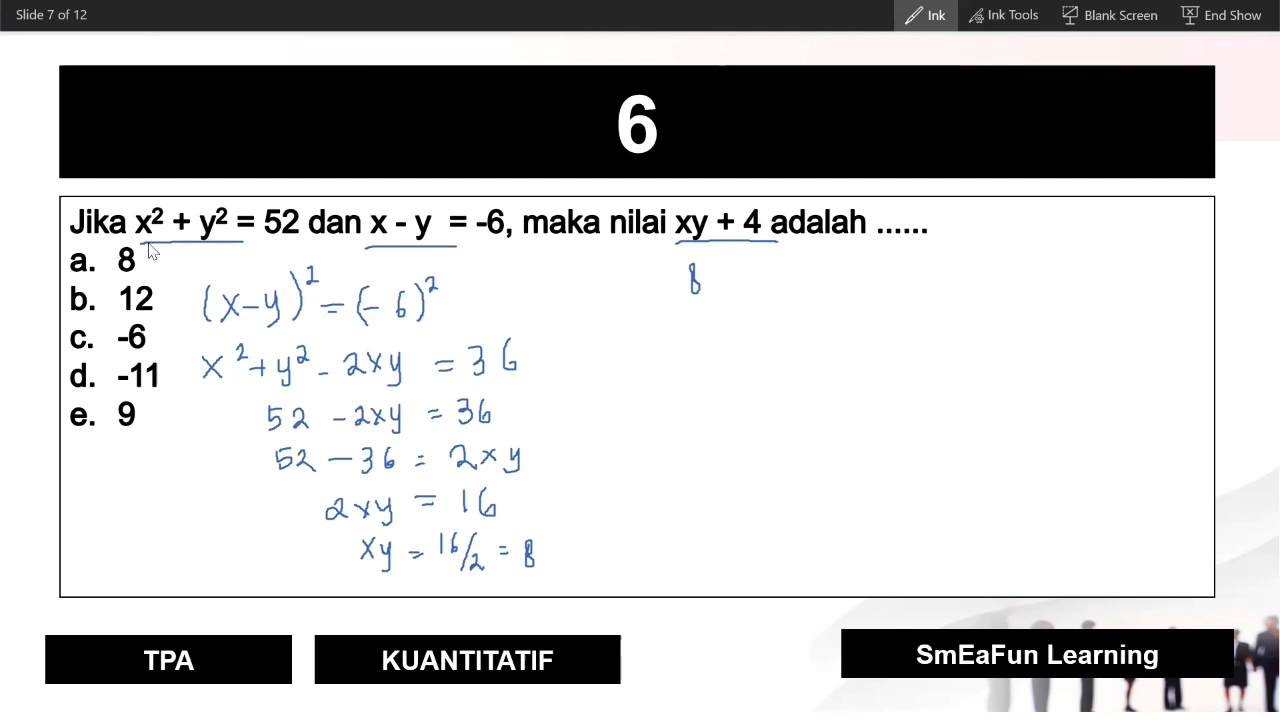 Slide 7 of 12
Ink
Ink Tools
Blank Screen
End Show
6
Jika x² + y² = 52 dan x - y = -6, maka nilai xy + 4 adalah ......
a. 8
b. 12
c. -6
d. -11
e. 9
8
(x-y)² = (-6)²
x² + y² - 2xy = 36
52 - 2xy = 36
52 - 36 = 2xy
2xy = 16
xy = 16/2 = 8
TPA
KUANTITATIF
SmEaFun Learning